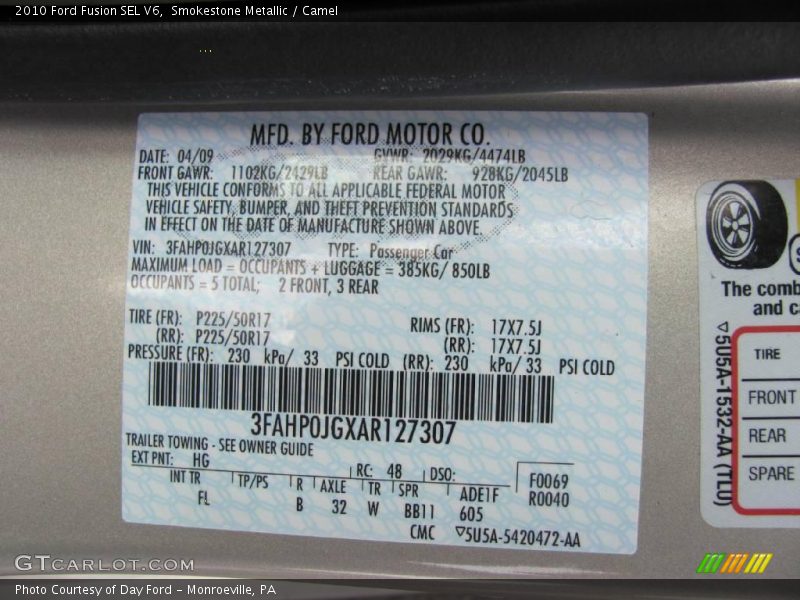 2010 Ford Fusion SEL V6, Smokestone Metallic / Camel
MFD. BY FORD MOTOR CO.
DATE: 04/09 GVWR: 2029KG/4474LB
FRONT GAWR: 1102KG/2429LB REAR GAWR: 928KG/2045LB
THIS VEHICLE CONFORMS TO ALL APPLICABLE FEDERAL MOTOR
VEHICLE SAFETY, BUMPER, AND THEFT PREVENTION STANDARDS
IN EFFECT ON THE DATE OF MANUFACTURE SHOWN ABOVE.
VIN: 3FAHP0JGXAR127307 TYPE: Passenger Car
MAXIMUM LOAD = OCCUPANTS + LUGGAGE = 385KG/ 850LB
OCCUPANTS = 5 TOTAL; 2 FRONT, 3 REAR
TIRE (FR): P225/50R17 RIMS (FR): 17X7.5J
(RR): P225/50R17 (RR): 17X7.5J
PRESSURE (FR): 230 kPa/ 33 PSI COLD (RR): 230 kPa/ 33 PSI COLD
3FAHP0JGXAR127307
TRAILER TOWING - SEE OWNER GUIDE
EXT PNT: HG RC: 48 DSO: F0069
INT TR TP/PS R AXLE TR SPR ADE1F R0040
FL B 32 W BB11 605
CMC ▽5U5A-5420472-AA
The comb
and c
▽5U5A-1532-AA (TL0)
TIRE
FRONT
REAR
SPARE
GTCARLOT.COM
Photo Courtesy of Day Ford - Monroeville, PA